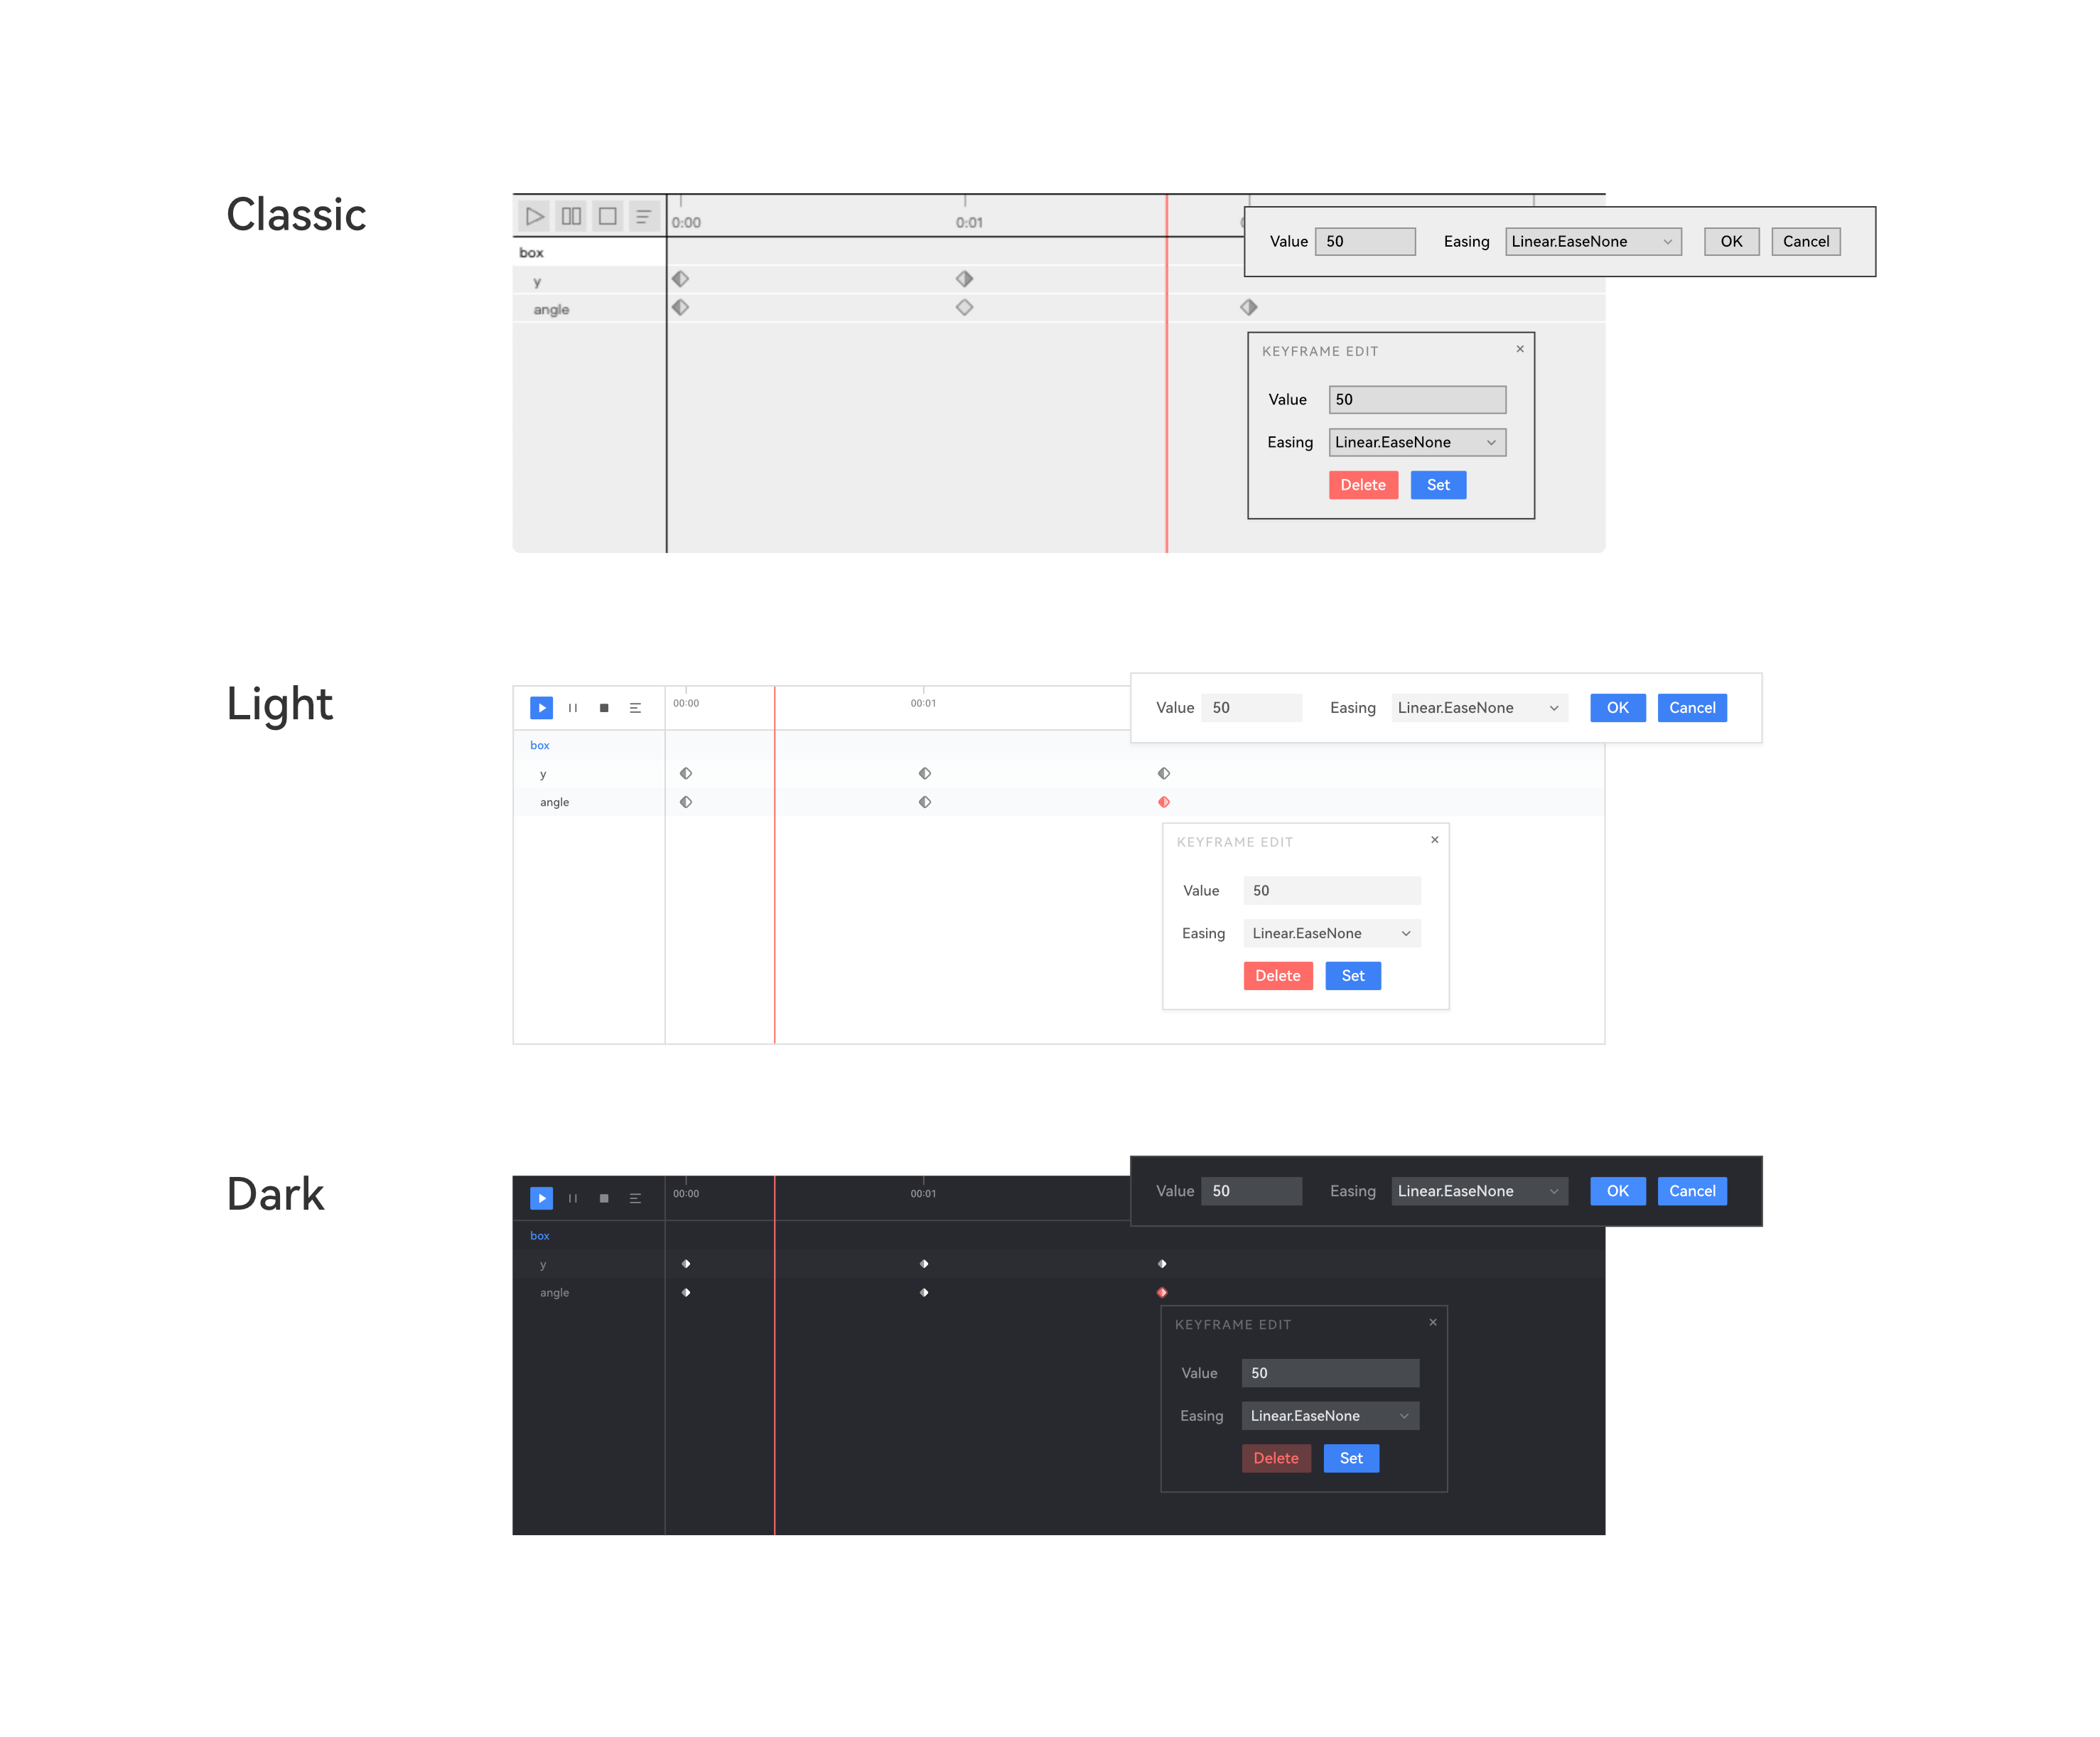 Classic
0:00
0:01
Value 50 Easing Linear.EaseNone OK Cancel
box
y
angle
KEYFRAME EDIT ×
Value 50
Easing Linear.EaseNone
Delete Set
Light
00:00
00:01
Value 50 Easing Linear.EaseNone OK Cancel
box
y
angle
KEYFRAME EDIT ×
Value 50
Easing Linear.EaseNone
Delete Set
Dark
00:00
00:01
Value 50 Easing Linear.EaseNone OK Cancel
box
y
angle
KEYFRAME EDIT ×
Value 50
Easing Linear.EaseNone
Delete Set